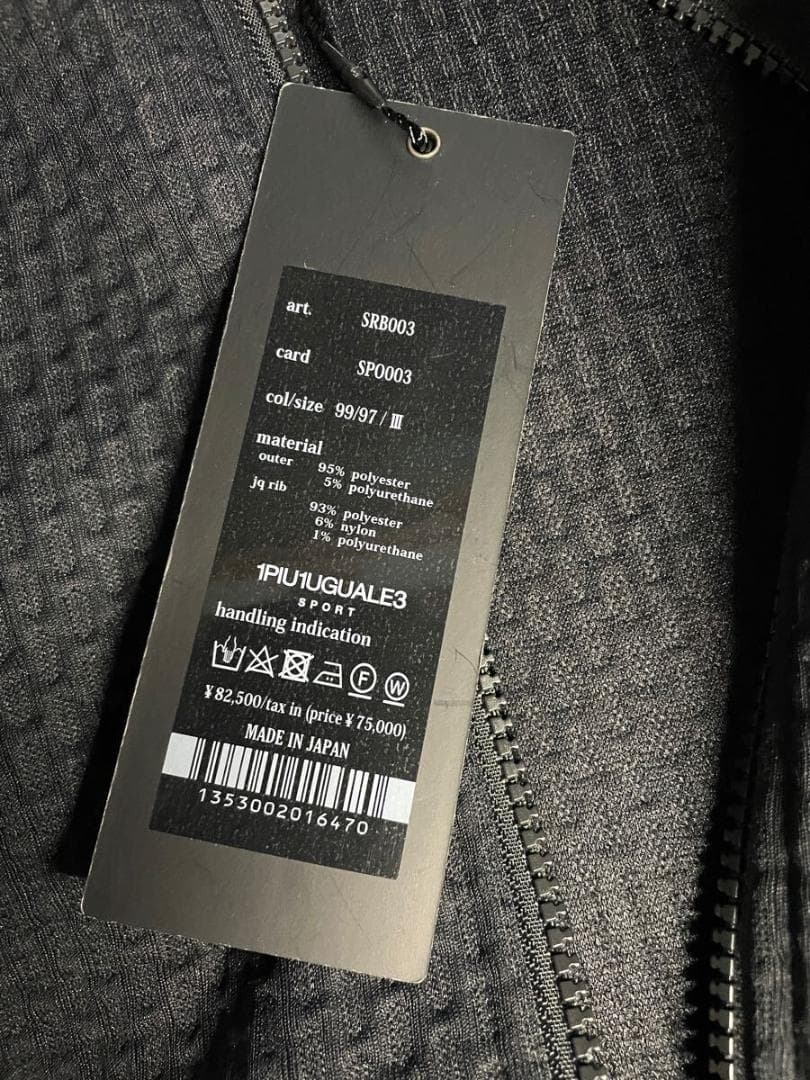 art. SRB003
card SPO003
col/size 99/97 / Ⅲ
material
outer 95% polyester
5% polyurethane
jq rib
93% polyester
6% nylon
1% polyurethane
1PIU1UGUALE3
SPORT
handling indication
F W
¥82,500/tax in (price ¥75,000)
MADE IN JAPAN
1353002016470